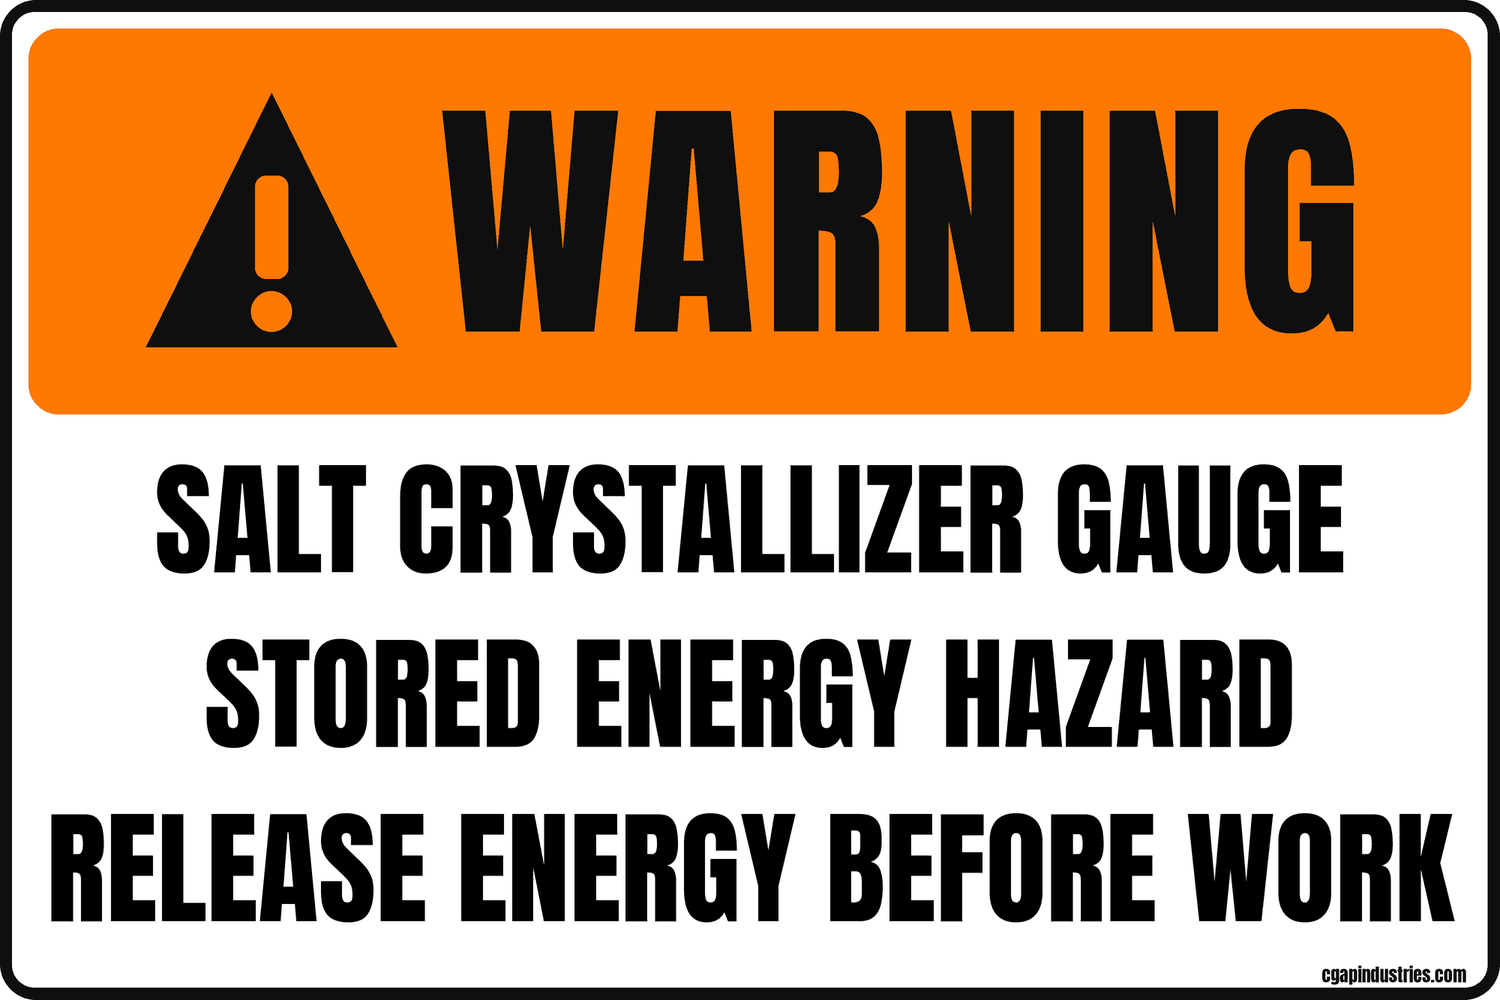 WARNING
SALT CRYSTALLIZER GAUGE
STORED ENERGY HAZARD
RELEASE ENERGY BEFORE WORK
cgapindustries.com